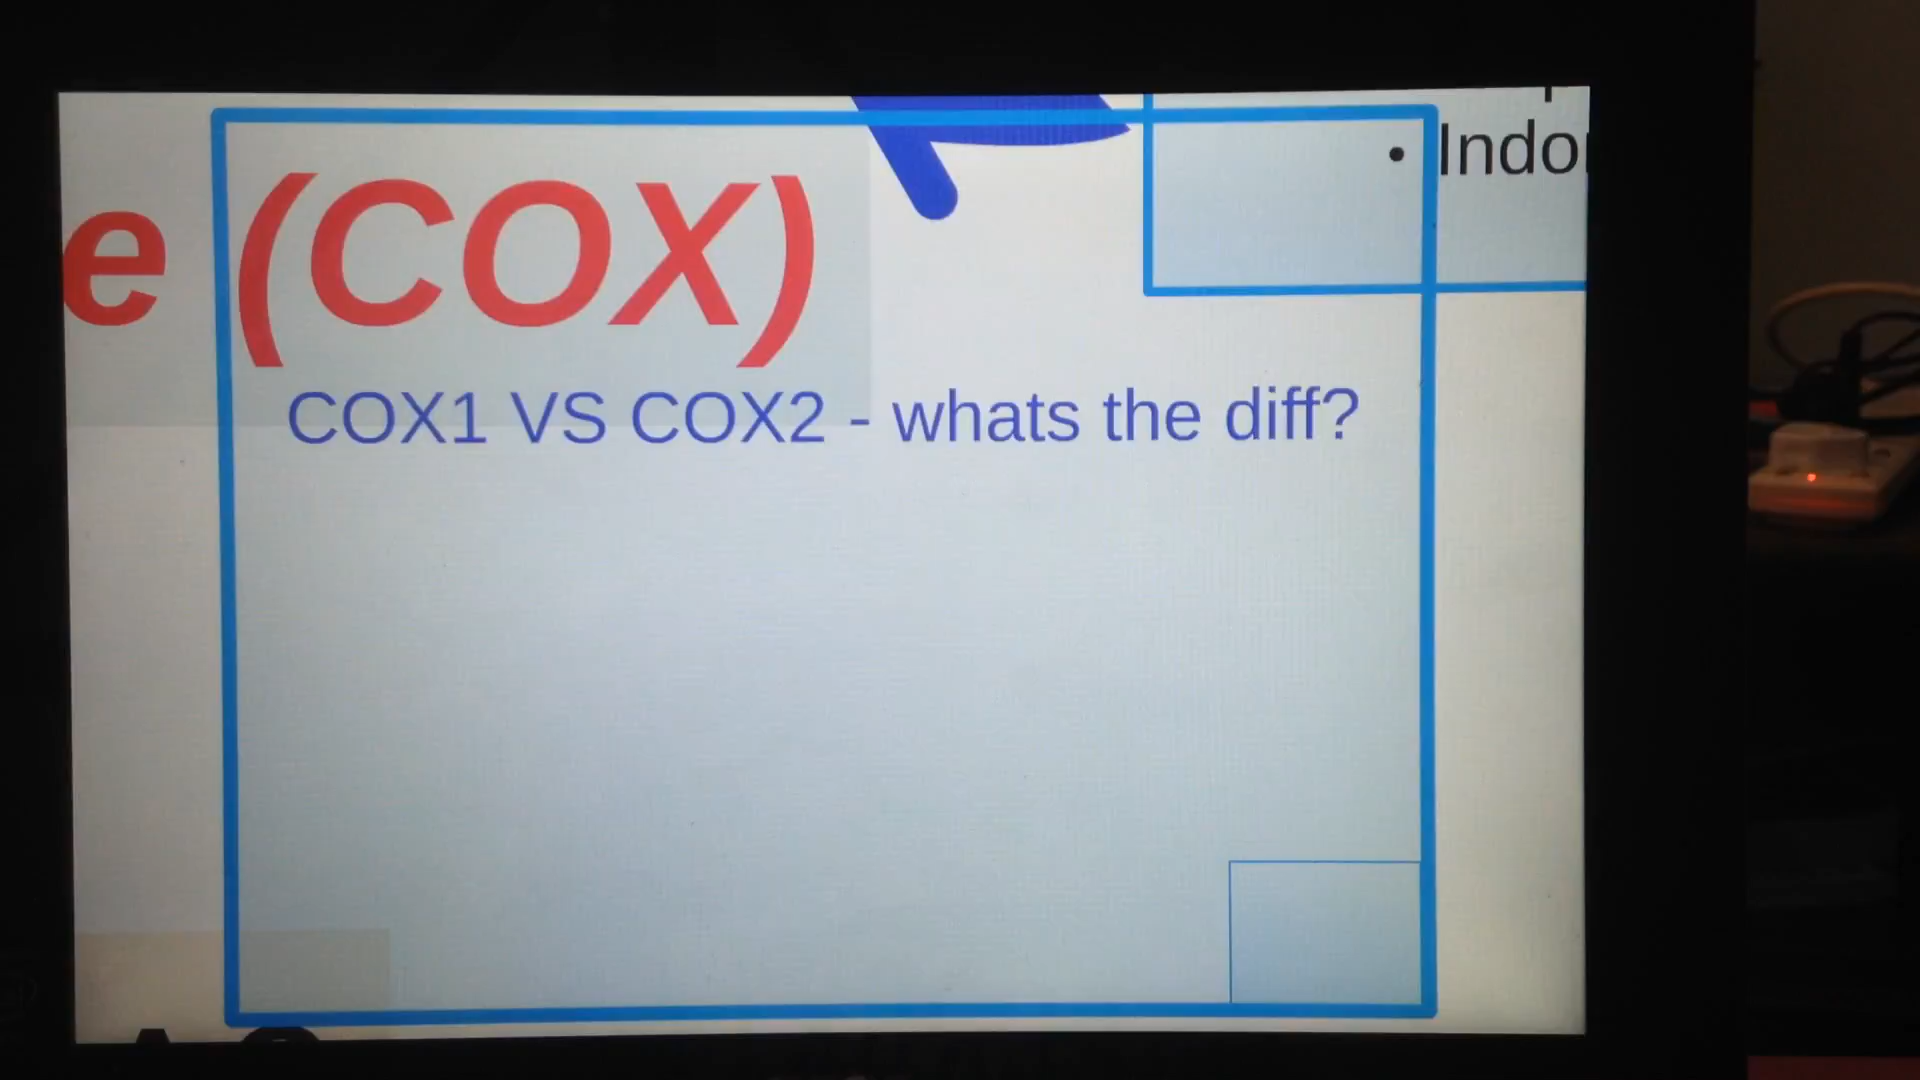 e (COX)
• Indo
COX1 VS COX2 - whats the diff?